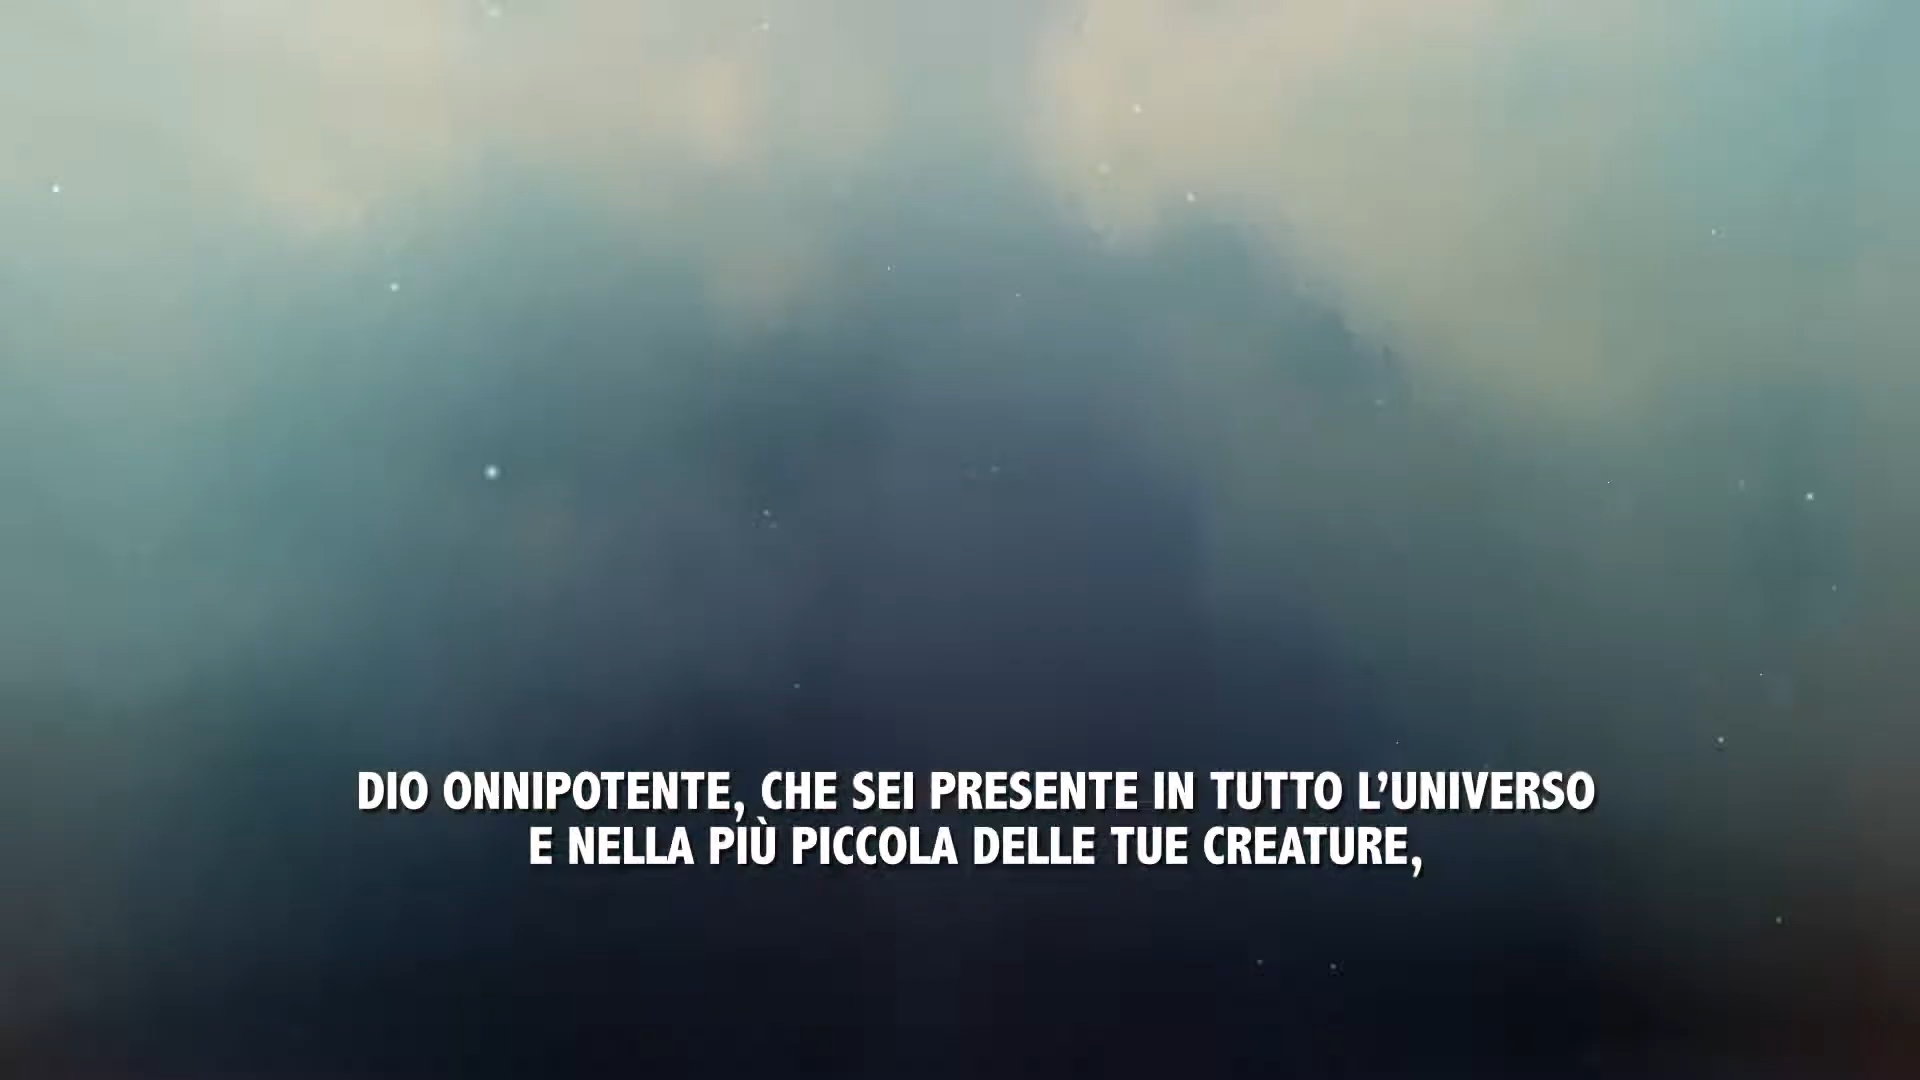 DIO ONNIPOTENTE, CHE SEI PRESENTE IN TUTTO L’UNIVERSO
E NELLA PIÙ PICCOLA DELLE TUE CREATURE,